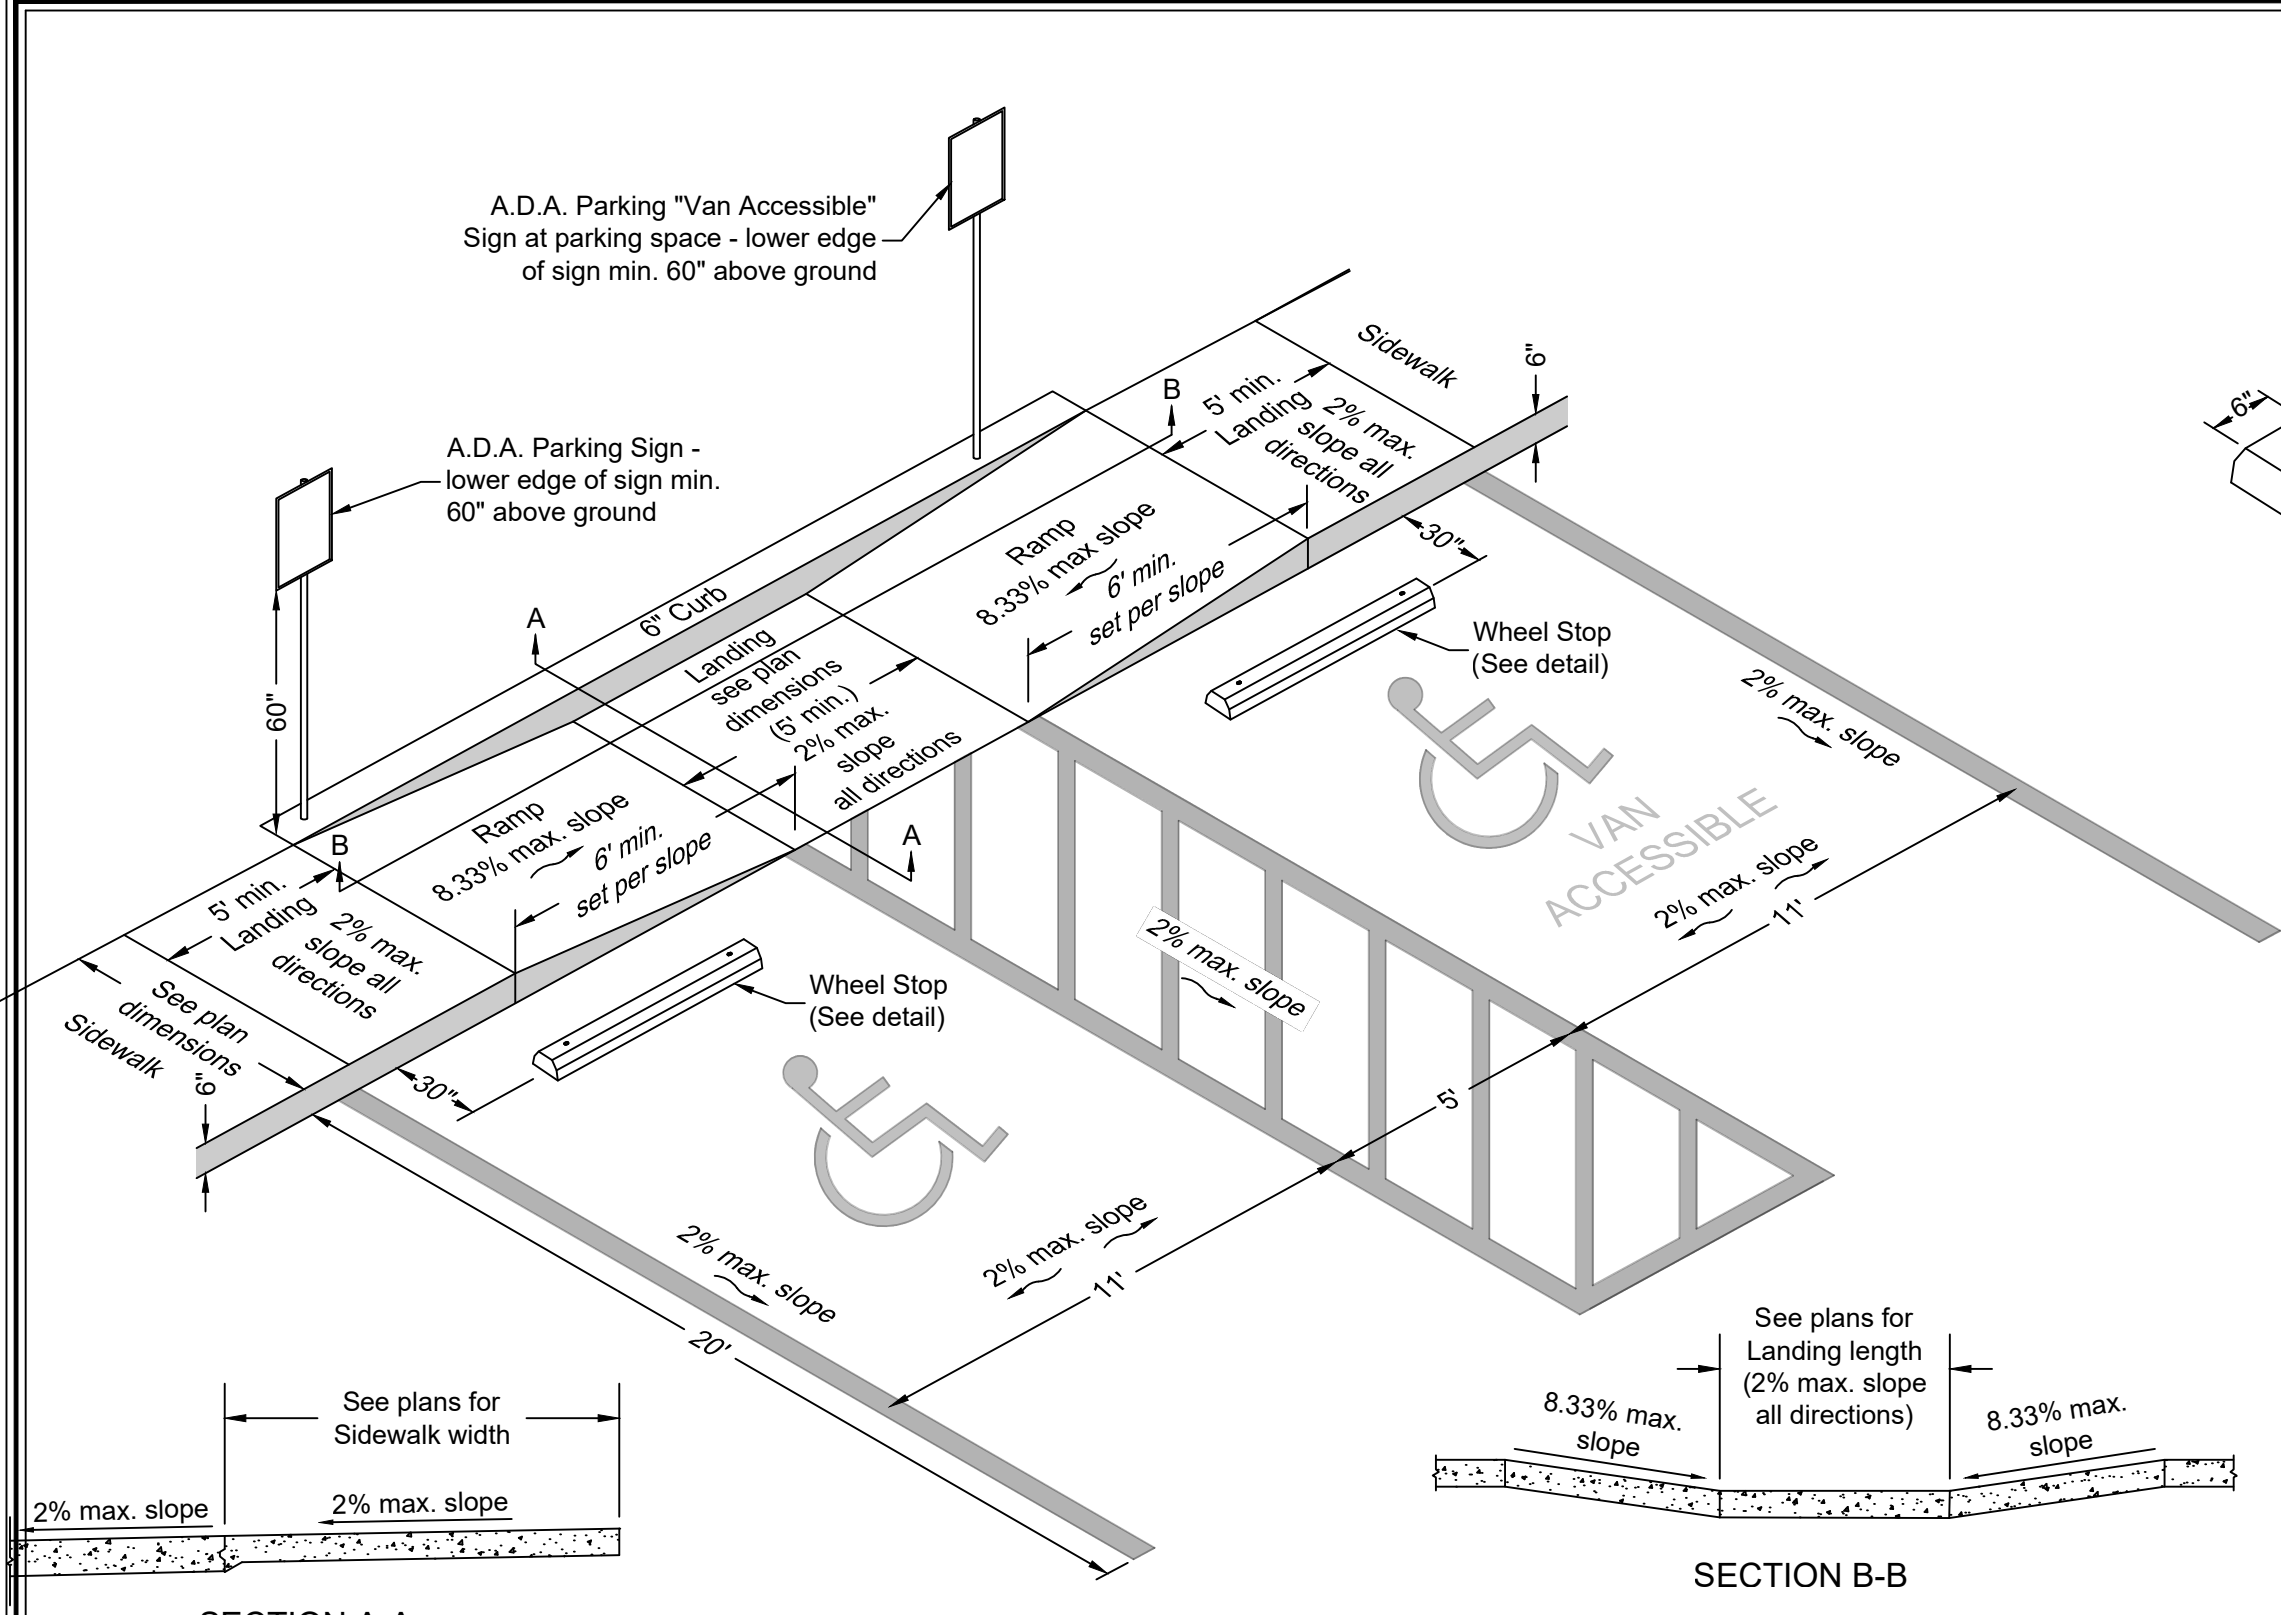 A.D.A. Parking "Van Accessible"
Sign at parking space - lower edge
of sign min. 60" above ground
A.D.A. Parking Sign -
lower edge of sign min.
60" above ground
60"
Sidewalk
6"
6"
B
5' min.
Landing
2% max.
slope all
directions
30"
Ramp
8.33% max slope
6' min.
set per slope
A
6" Curb
Landing
see plan
dimensions
(5' min.)
2% max.
slope
all directions
Wheel Stop
(See detail)
2% max. slope
VAN
ACCESSIBLE
2% max. slope
11'
B
Ramp
8.33% max. slope
6' min.
set per slope
A
5' min.
Landing
2% max.
slope all
directions
See plan
dimensions
Sidewalk
6"
30"
Wheel Stop
(See detail)
2% max. slope
5'
2% max. slope
2% max. slope
11'
20'
See plans for
Sidewalk width
2% max. slope
2% max. slope
SECTION A-A
See plans for
Landing length
(2% max. slope
all directions)
8.33% max.
slope
8.33% max.
slope
SECTION B-B